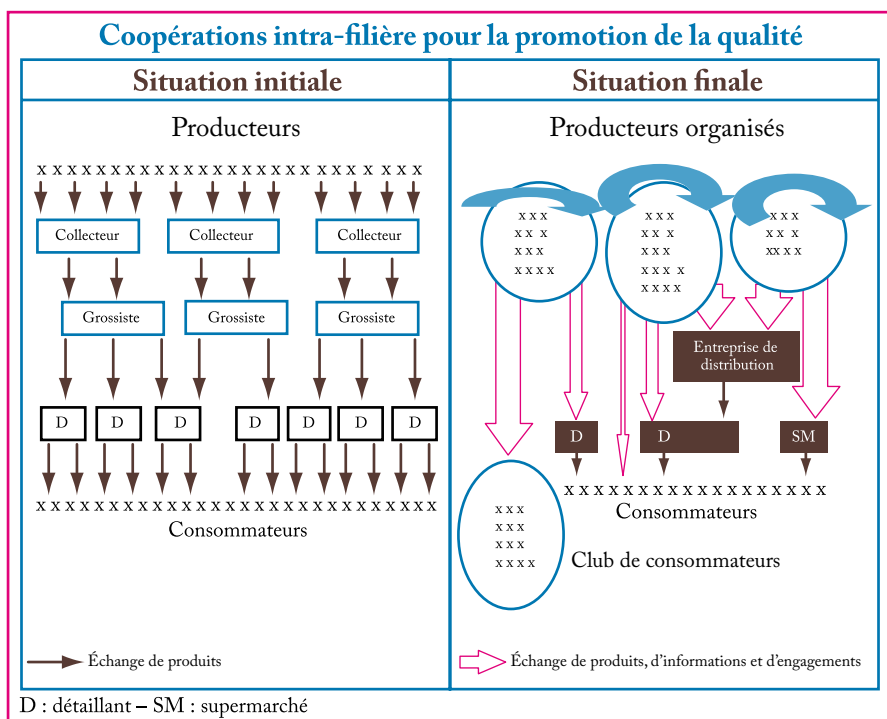 Coopérations intra-filière pour la promotion de la qualité
Situation initiale
Producteurs
x x x x x x x x x x x x x x x x x x x x x x x x
Collecteur
Collecteur
Collecteur
Grossiste
Grossiste
Grossiste
D
D
D
D
D
D
D
x x x x x x x x x x x x x x x x x x x x x x x x x x
Consommateurs
Échange de produits
Situation finale
Producteurs organisés
x x x
x x x
x x x
x x x x
x x x
x x x
x x x
x x x x
x x x x
x x x
x x x
xx x x
Entreprise de
distribution
D
D
SM
x x x x x x x x x x x x x x x x x x
Consommateurs
x x x
x x x
x x x
x x x x
Club de consommateurs
Échange de produits, d'informations et d'engagements
D : détaillant – SM : supermarché